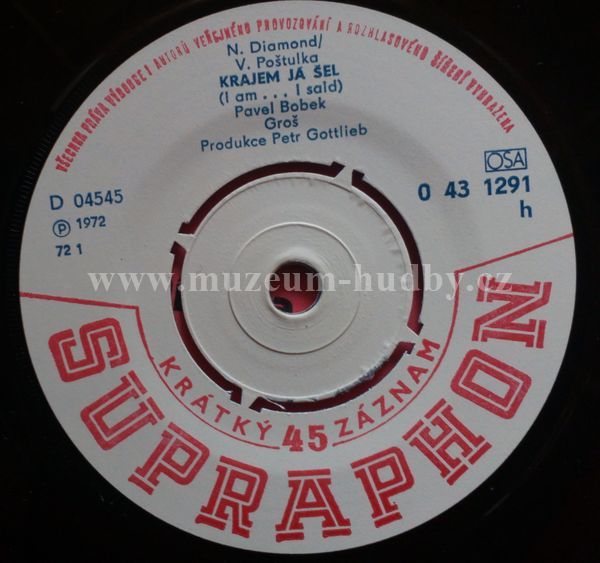 VŠECHNA PRÁVA VÝROBCE I AUTORŮ VEŘEJNÉHO PROVOZOVÁNÍ A ROZHLASOVÉHO ŠÍŘENÍ VYHRAŽENA
N. Diamond/
V. Poštulka
KRAJEM JÁ ŠEL
(I am . . . I said)
Pavel Bobek
Groš
Produkce Petr Gottlieb
D 04545
Ⓟ 1972
72 1
OSA
0 43 1291
h
www.muzeum-hudby.cz
KRÁTKÝ 45 ZÁZNAM
SUPRAPHON